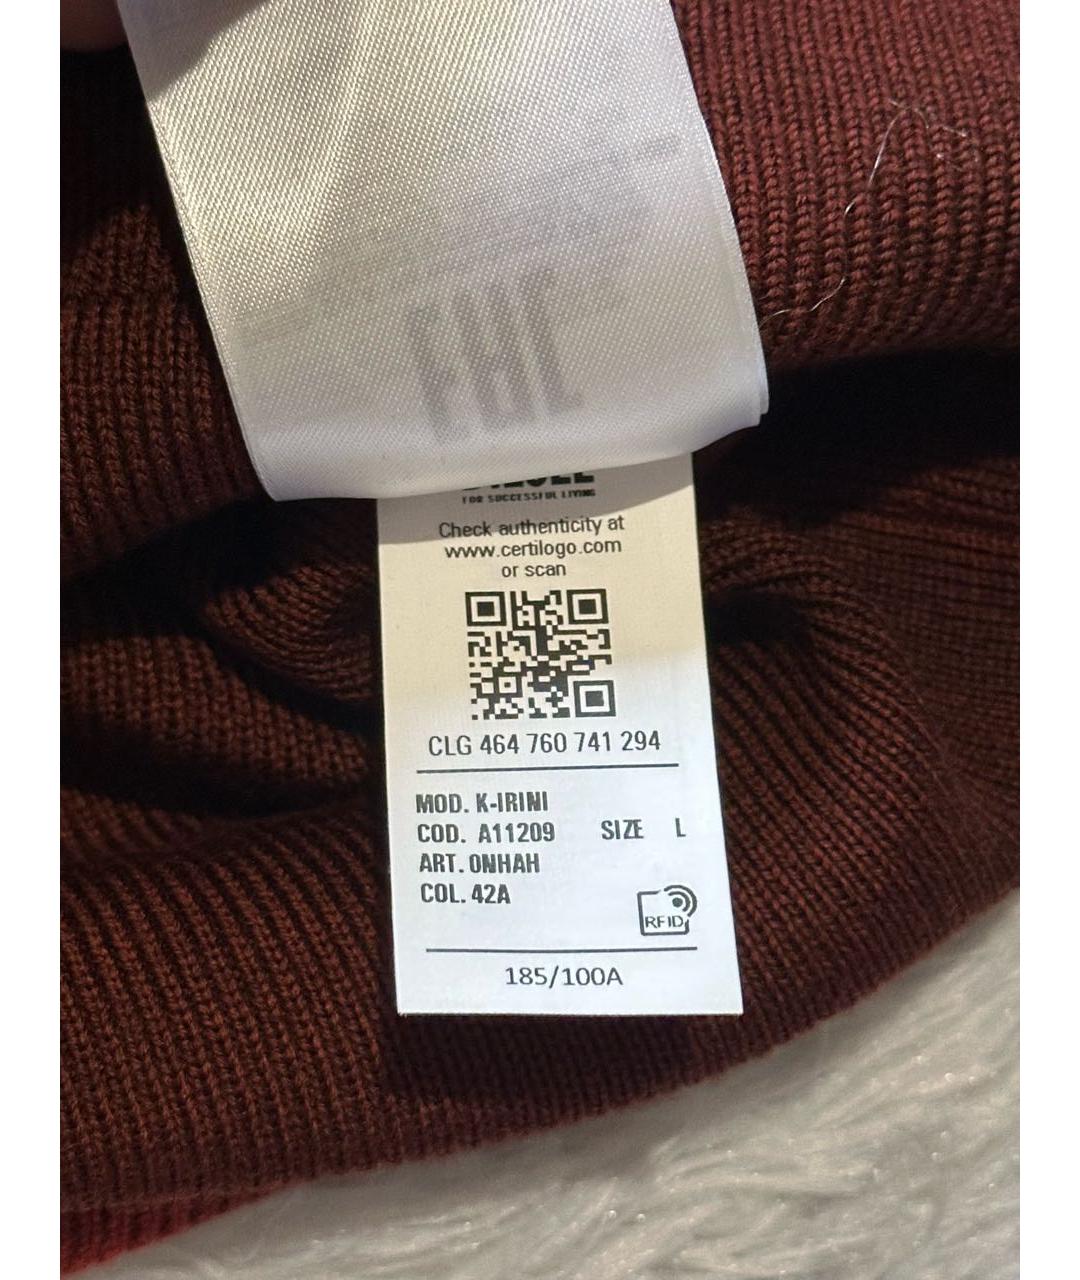 FOR SUCCESSFUL LIVING
Check authenticity at
www.certilogo.com
or scan
CLG 464 760 741 294
MOD. K-IRINI
COD. A11209 SIZE L
ART. ONHAH
COL. 42A
RFID
185/100A